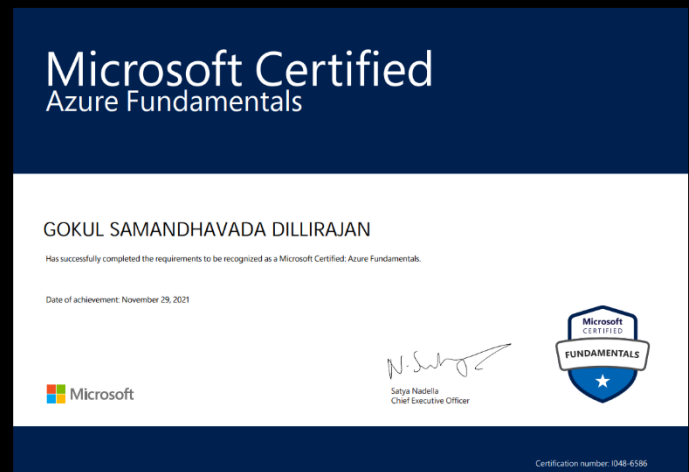 Microsoft Certified
Azure Fundamentals
GOKUL SAMANDHAVADA DILLIRAJAN
Has successfully completed the requirements to be recognized as a Microsoft Certified: Azure Fundamentals.
Date of achievement: November 29, 2021
Microsoft
CERTIFIED
FUNDAMENTALS
N. Satya
Satya Nadella
Chief Executive Officer
Microsoft
Certification number: I048-6586